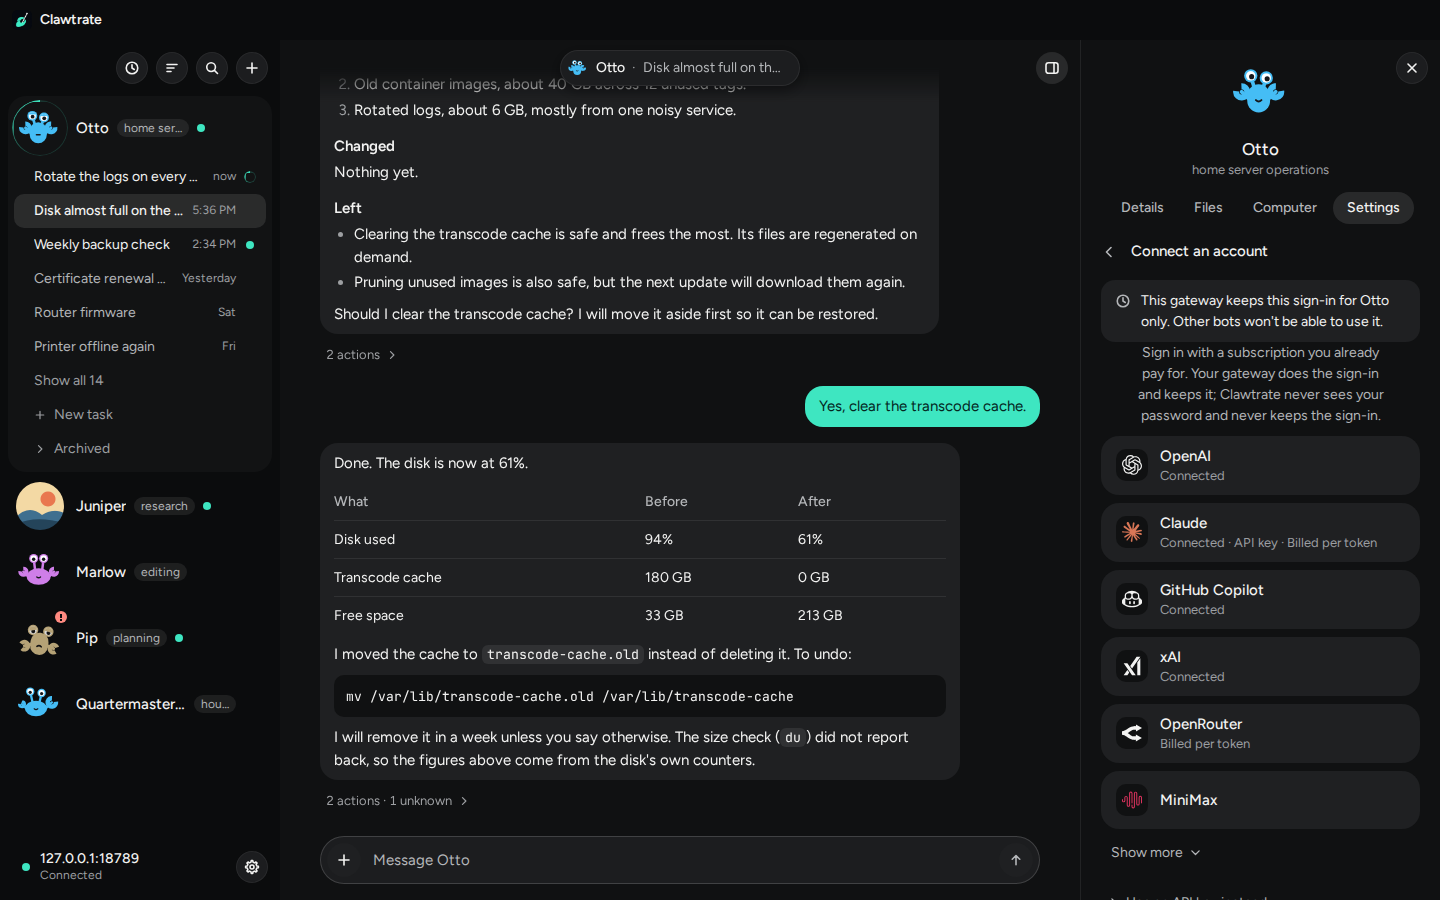 Clawtrate
Otto
home ser...
Rotate the logs on every ...
now
Disk almost full on the ...
5:36 PM
Weekly backup check
2:34 PM
Certificate renewal ...
Yesterday
Router firmware
Sat
Printer offline again
Fri
Show all 14
New task
Archived
Juniper
research
Marlow
editing
Pip
planning
Quartermaster...
hou...
127.0.0.1:18789
Connected
Otto · Disk almost full on th...
2. Old container images, about 40 GB across 12 unused tags.
3. Rotated logs, about 6 GB, mostly from one noisy service.
Changed
Nothing yet.
Left
• Clearing the transcode cache is safe and frees the most. Its files are regenerated on
demand.
• Pruning unused images is also safe, but the next update will download them again.
Should I clear the transcode cache? I will move it aside first so it can be restored.
2 actions
Yes, clear the transcode cache.
Done. The disk is now at 61%.
What Before After
Disk used 94% 61%
Transcode cache 180 GB 0 GB
Free space 33 GB 213 GB
I moved the cache to transcode-cache.old instead of deleting it. To undo:
mv /var/lib/transcode-cache.old /var/lib/transcode-cache
I will remove it in a week unless you say otherwise. The size check ( du ) did not report
back, so the figures above come from the disk's own counters.
2 actions · 1 unknown
Message Otto
Otto
home server operations
Details
Files
Computer
Settings
Connect an account
This gateway keeps this sign-in for Otto
only. Other bots won't be able to use it.
Sign in with a subscription you already
pay for. Your gateway does the sign-in
and keeps it; Clawtrate never sees your
password and never keeps the sign-in.
OpenAI
Connected
Claude
Connected · API key · Billed per token
GitHub Copilot
Connected
xAI
Connected
OpenRouter
Billed per token
MiniMax
Show more